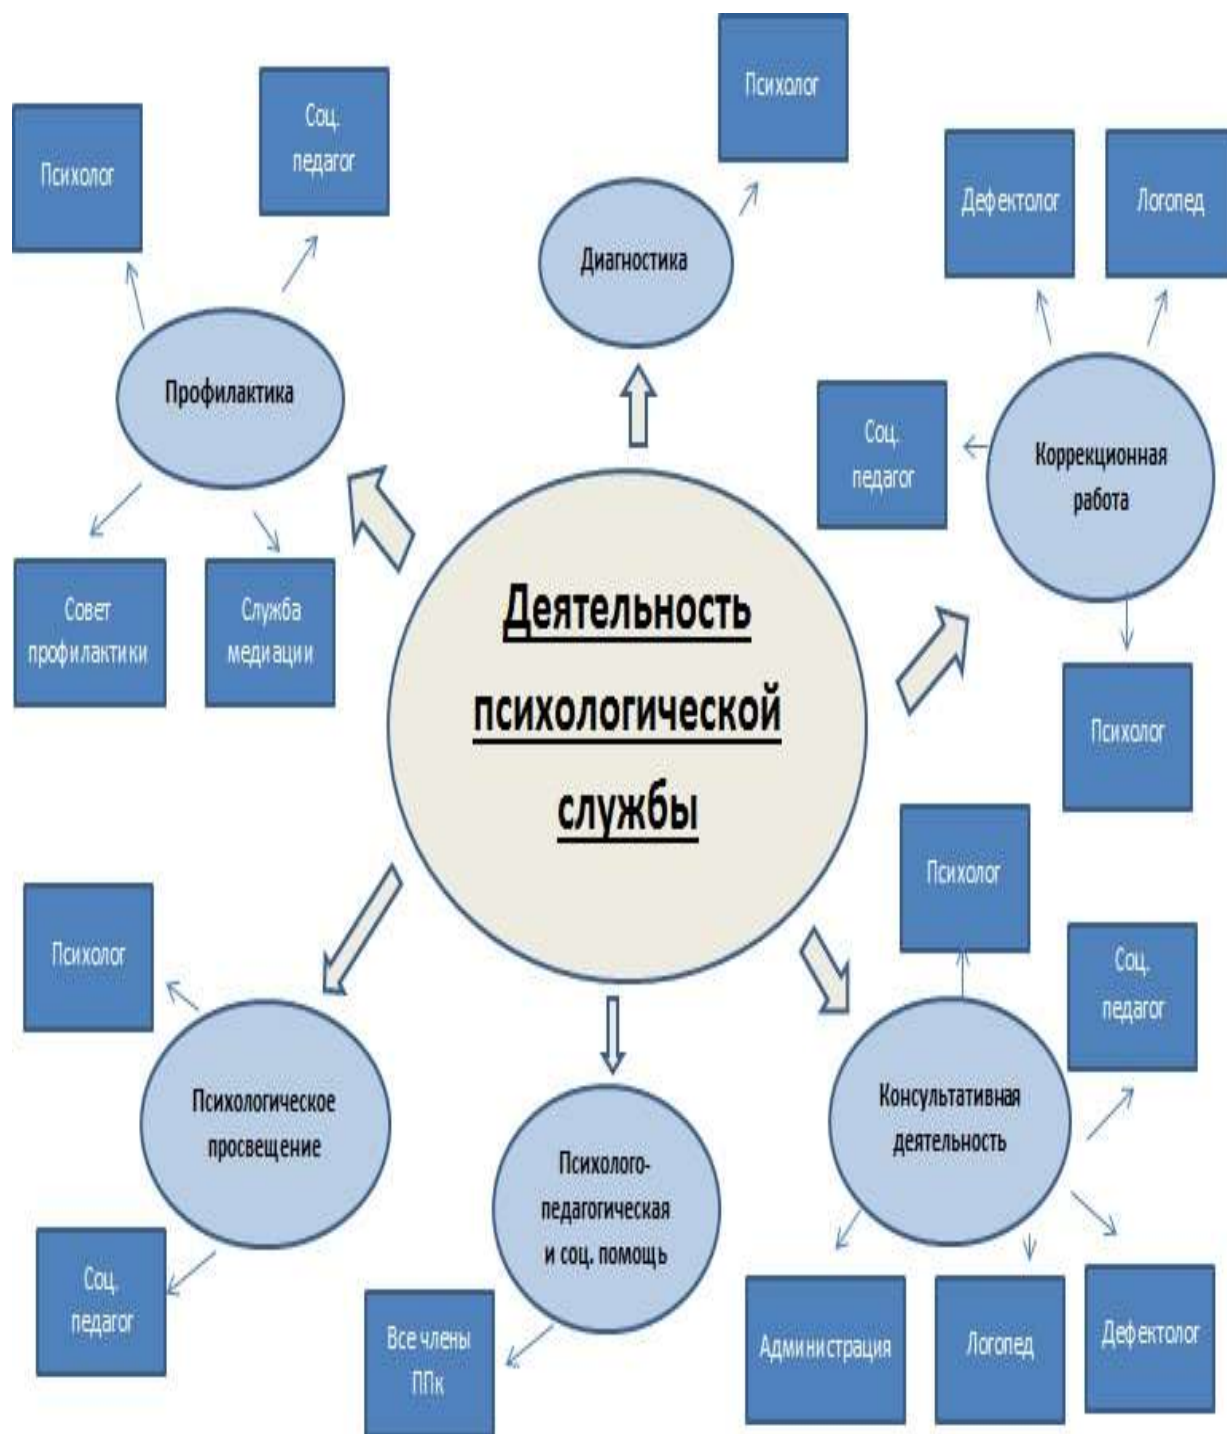 Психолог
Соц.
педагог
Психолог
Дефектолог
Логопед
Диагностика
Профилактика
Соц.
педагог
Коррекционная
работа
Совет
профилактики
Служба
медиации
Деятельность
психологической
службы
Психолог
Психолог
Психолог
Соц.
педагог
Психологическое
просвещение
Психолого-
педагогическая
и соц. помощь
Консультативная
деятельность
Соц.
педагог
Все члены
ППк
Администрация
Логопед
Дефектолог